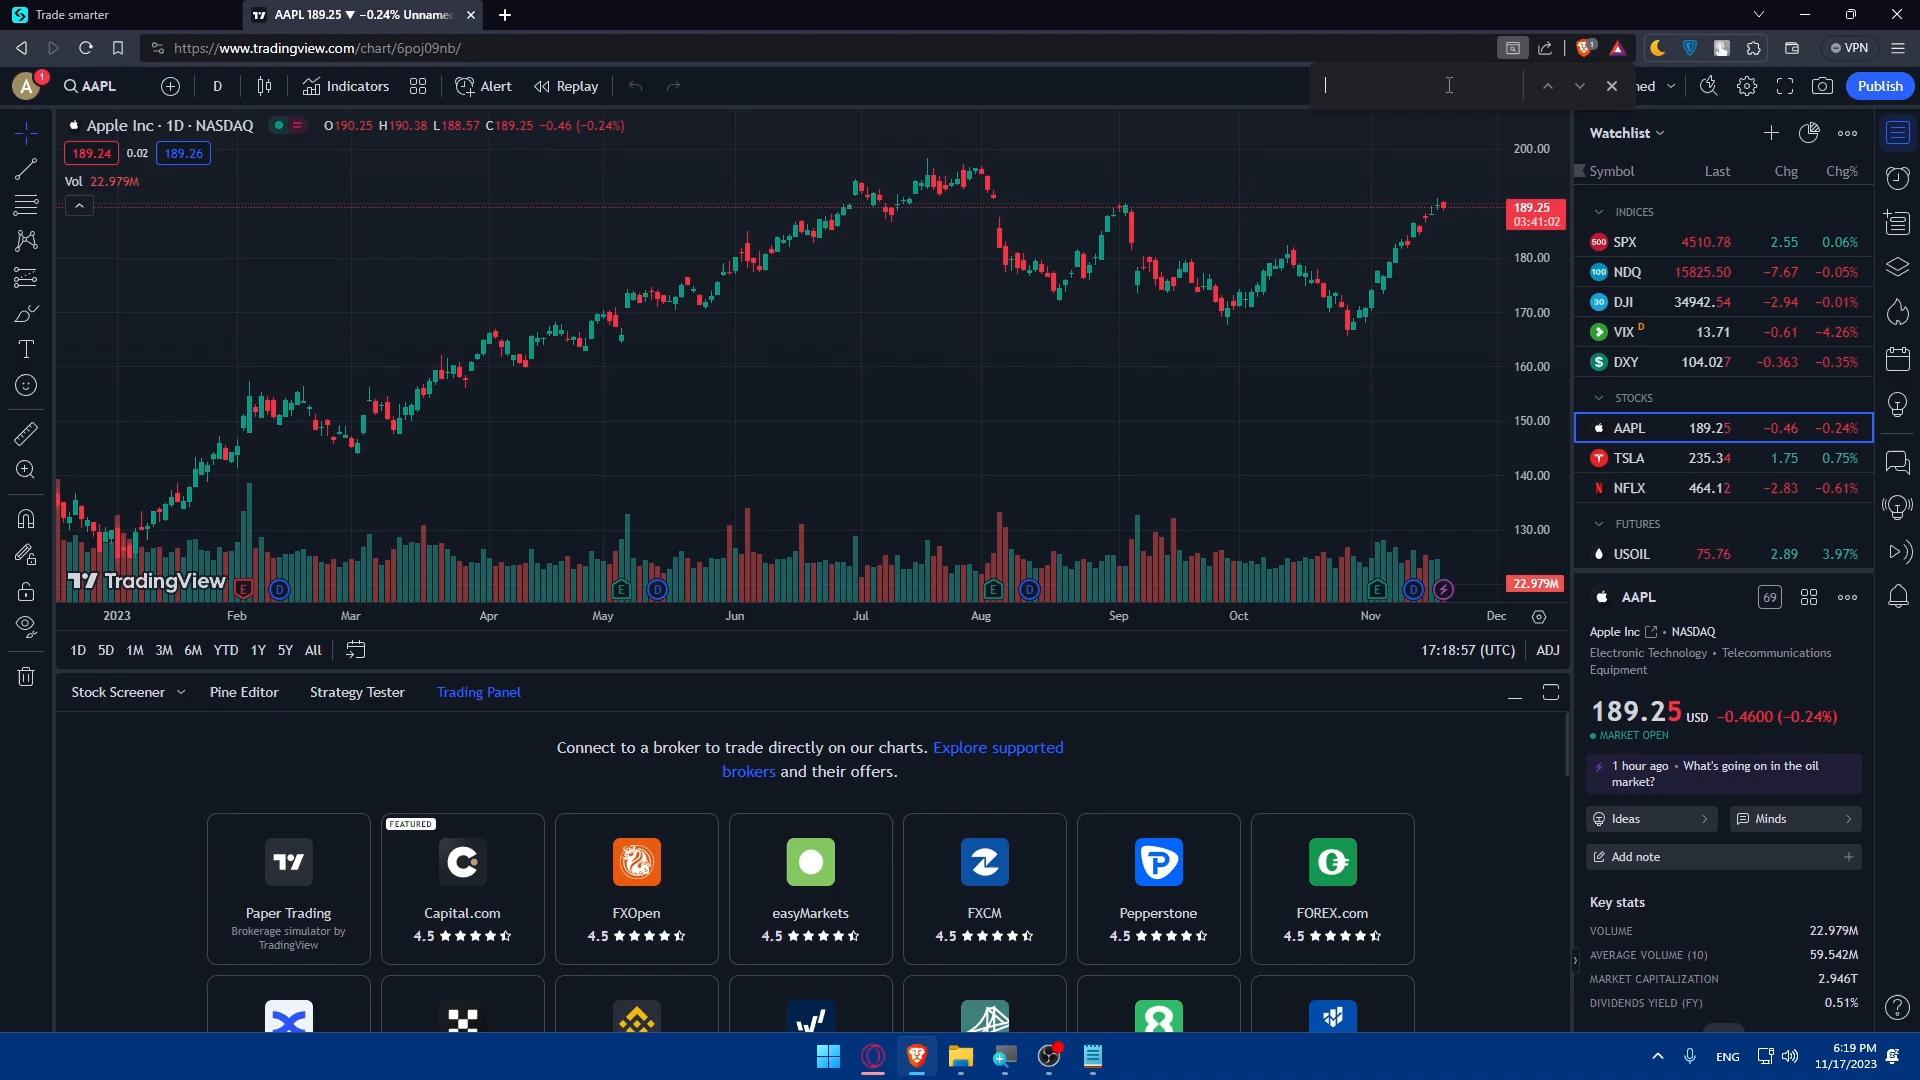 Trade smarter
AAPL 189.25 ▼ −0.24% Unname
https://www.tradingview.com/chart/6poj09nb/
1
VPN
A
1
AAPL
D
Indicators
Alert
Replay
ned
Publish
Apple Inc · 1D · NASDAQ
O190.25 H190.38 L188.57 C189.25 −0.46 (−0.24%)
189.24
0.02
189.26
Vol 22.979M
200.00
189.25
03:41:02
180.00
170.00
160.00
150.00
140.00
130.00
22.979M
TradingView
E
D
E
D
E
D
E
D
2023
Feb
Mar
Apr
May
Jun
Jul
Aug
Sep
Oct
Nov
Dec
1D 5D 1M 3M 6M YTD 1Y 5Y All
17:18:57 (UTC)
ADJ
Stock Screener
Pine Editor
Strategy Tester
Trading Panel
Connect to a broker to trade directly on our charts. Explore supported
brokers and their offers.
Paper Trading
Brokerage simulator by
TradingView
FEATURED
Capital.com
4.5
FXOpen
4.5
easyMarkets
4.5
FXCM
4.5
Pepperstone
4.5
FOREX.com
4.5
Watchlist
Symbol Last Chg Chg%
INDICES
500 SPX 4510.78 2.55 0.06%
100 NDQ 15825.50 −7.67 −0.05%
30 DJI 34942.54 −2.94 −0.01%
VIX D 13.71 −0.61 −4.26%
$ DXY 104.027 −0.363 −0.35%
STOCKS
AAPL 189.25 −0.46 −0.24%
TSLA 235.34 1.75 0.75%
NFLX 464.12 −2.83 −0.61%
FUTURES
USOIL 75.76 2.89 3.97%
AAPL
69
Apple Inc • NASDAQ
Electronic Technology • Telecommunications
Equipment
189.25 USD −0.4600 (−0.24%)
MARKET OPEN
1 hour ago • What's going on in the oil
market?
Ideas
Minds
Add note
Key stats
VOLUME 22.979M
AVERAGE VOLUME (10) 59.542M
MARKET CAPITALIZATION 2.946T
DIVIDENDS YIELD (FY) 0.51%
ENG
6:19 PM
11/17/2023